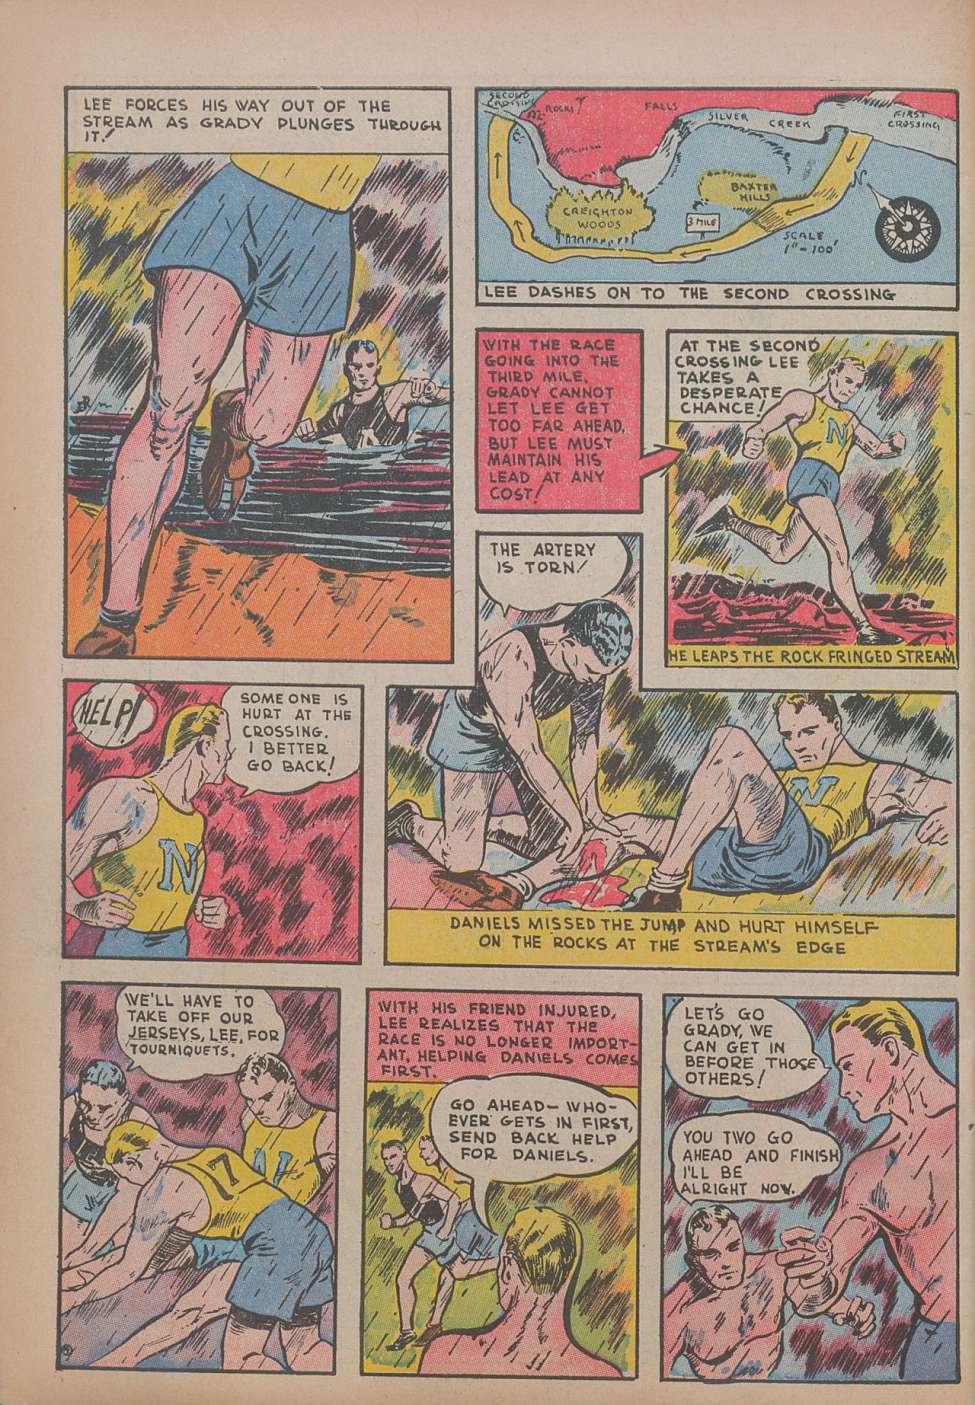 LEE FORCES HIS WAY OUT OF THE
STREAM AS GRADY PLUNGES THROUGH
IT!
SECOND
CROSSING
ROCKS
FALLS
SILVER CREEK
FIRST
CROSSING
CREIGHTON
WOODS
3 MILE
BAXTER
HILLS
N
SCALE
1"=100'
LEE DASHES ON TO THE SECOND CROSSING
WITH THE RACE
GOING INTO THE
THIRD MILE,
GRADY CANNOT
LET LEE GET
TOO FAR AHEAD,
BUT LEE MUST
MAINTAIN HIS
LEAD AT ANY
COST!
AT THE SECOND
CROSSING LEE
TAKES A
DESPERATE
CHANCE!
N
HE LEAPS THE ROCK FRINGED STREAM
HELP!
SOMEONE IS
HURT AT THE
CROSSING.
I BETTER
GO BACK!
N
THE ARTERY
IS TORN!
N
DANIELS MISSED THE JUMP AND HURT HIMSELF
ON THE ROCKS AT THE STREAM'S EDGE
WE'LL HAVE TO
TAKE OFF OUR
JERSEYS, LEE, FOR
TOURNIQUETS.
17
N
WITH HIS FRIEND INJURED,
LEE REALIZES THAT THE
RACE IS NO LONGER IMPORT-
ANT, HELPING DANIELS COMES
FIRST.
GO AHEAD- WHO-
EVER GETS IN FIRST,
SEND BACK HELP
FOR DANIELS.
LET'S GO
GRADY, WE
CAN GET IN
BEFORE THOSE
OTHERS!
YOU TWO GO
AHEAD AND FINISH
I'LL BE
ALRIGHT NOW.